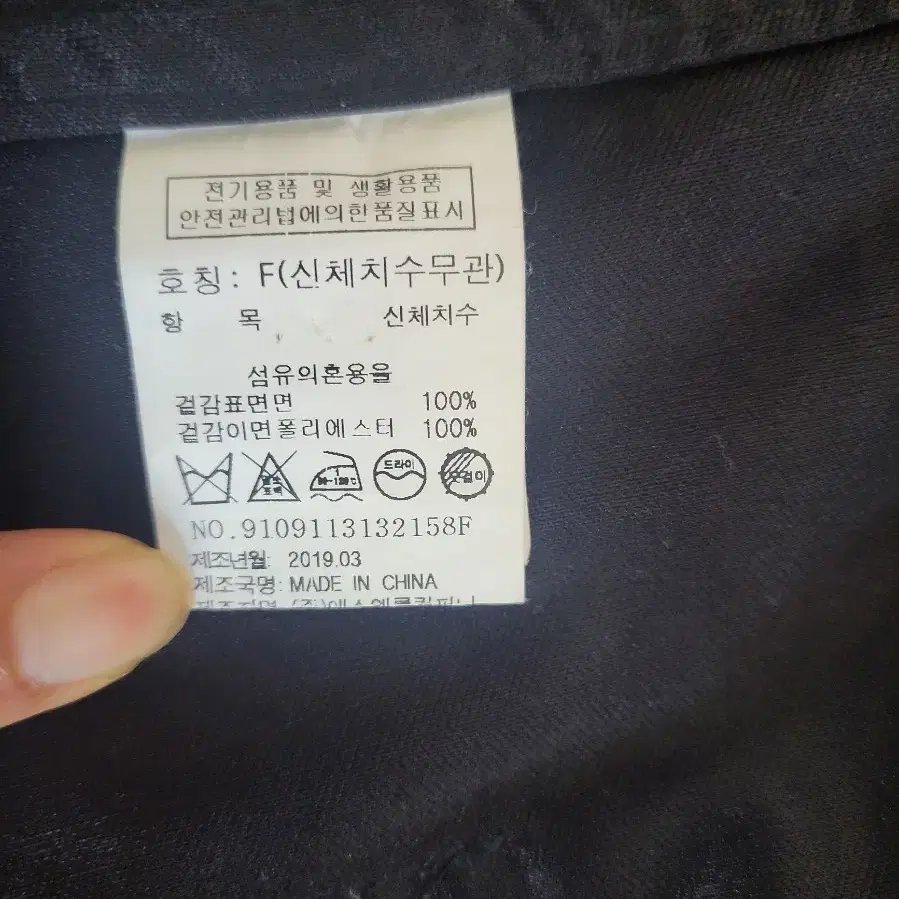 전기용품 및 생활용품
안전관리법에의한품질표시
호칭: F(신체치수무관)
항 목 신체치수
섬유의혼용율
겉감표면면 100%
겉감이면폴리에스터 100%
드라이 옷걸이
NO.9109113132158F
제조년월: 2019.03
제조국명: MADE IN CHINA